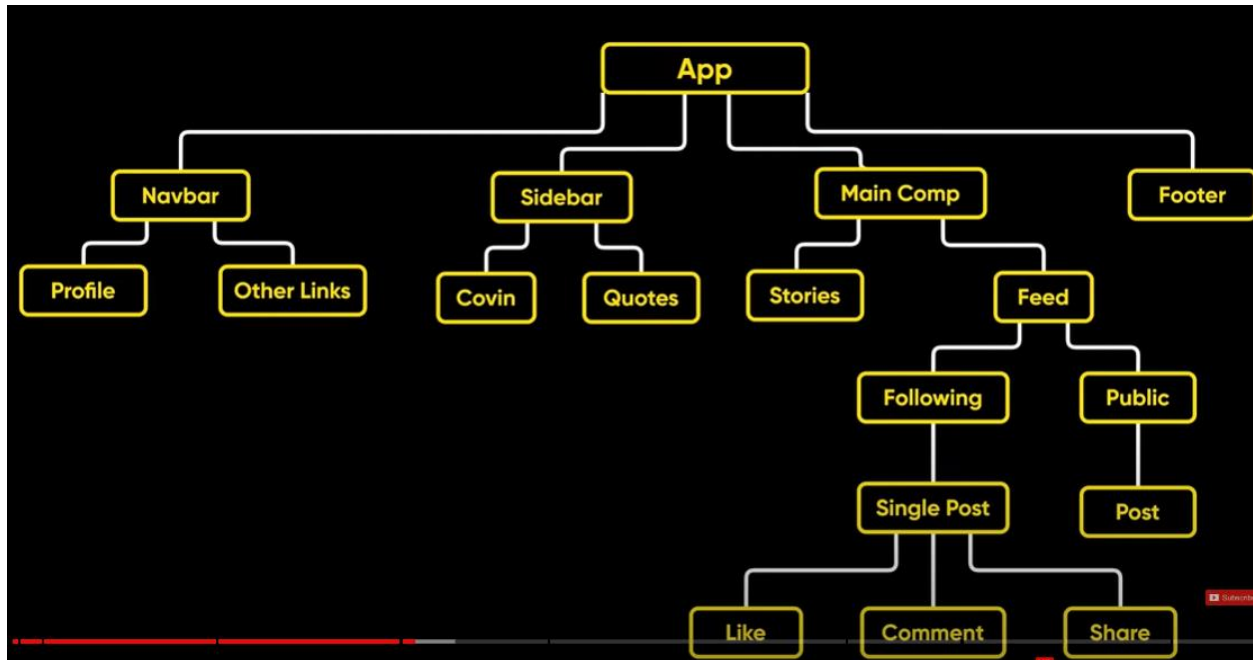 App
Navbar
Sidebar
Main Comp
Footer
Profile
Other Links
Covin
Quotes
Stories
Feed
Following
Public
Single Post
Post
Subscribe
Like
Comment
Share